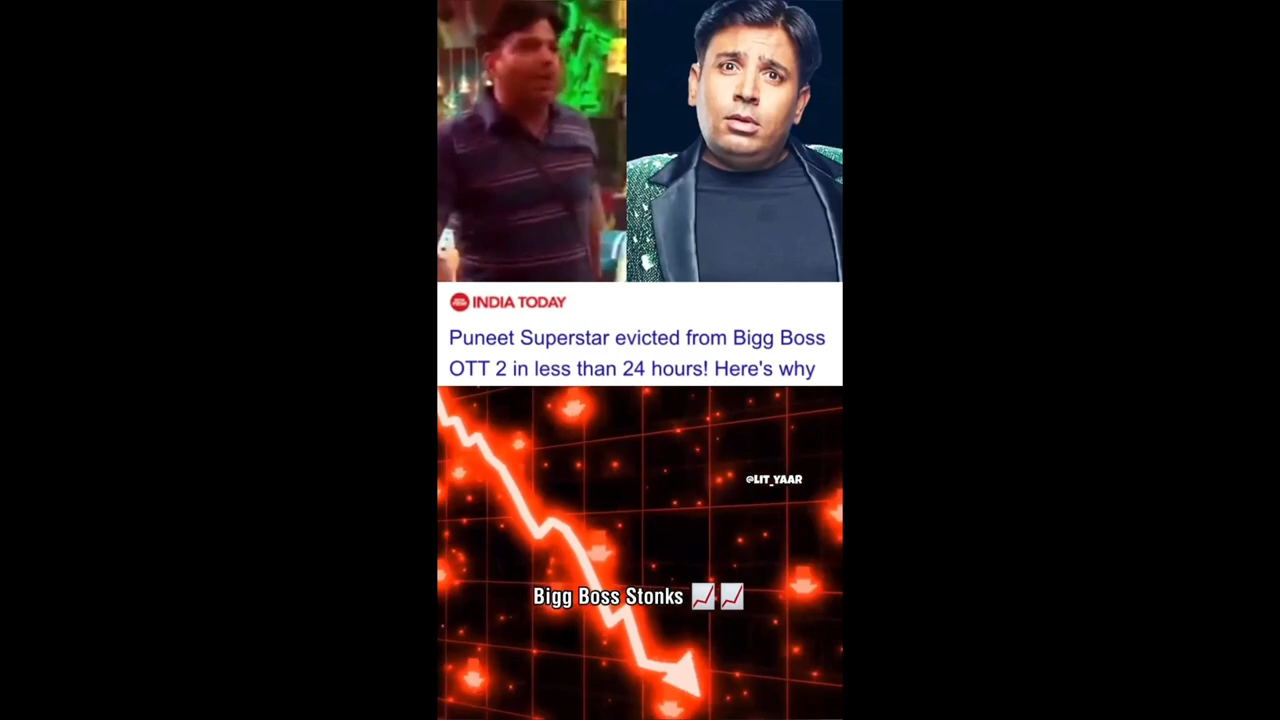 INDIA TODAY
Puneet Superstar evicted from Bigg Boss
OTT 2 in less than 24 hours! Here's why
@LIT_YAAR
Bigg Boss Stonks 📈📈